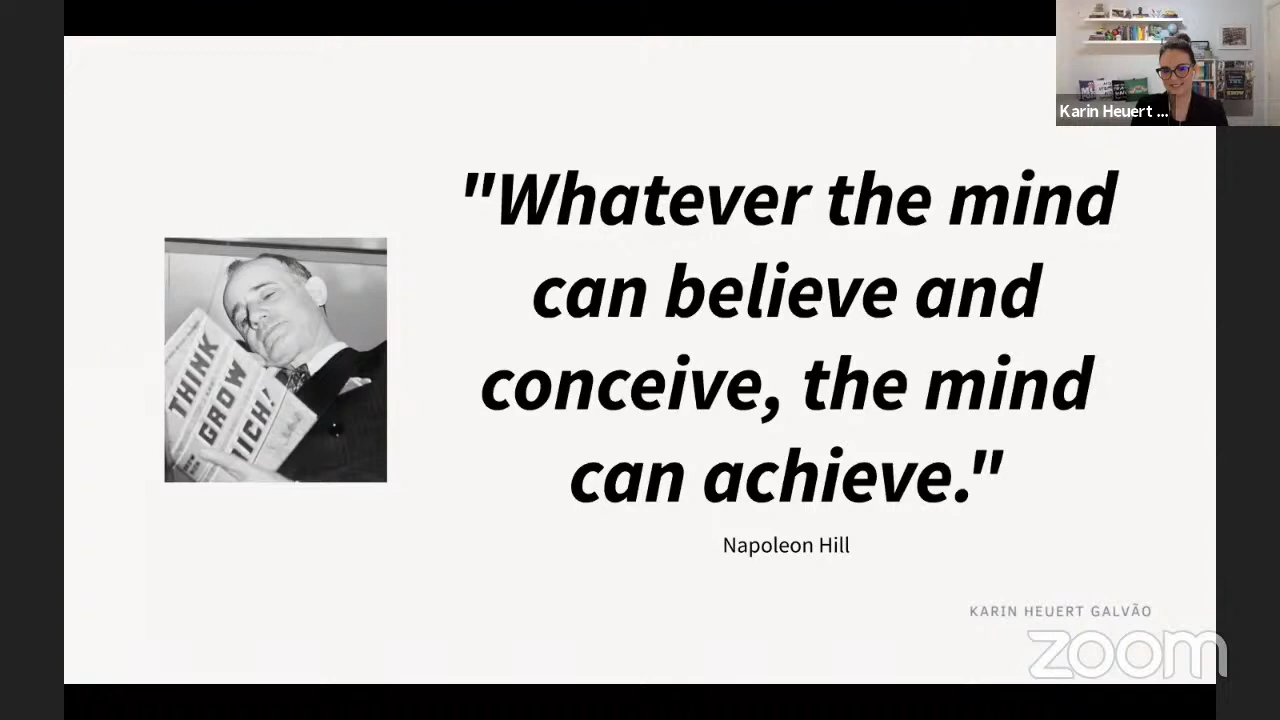 Karin Heuert ...
"Whatever the mind
can believe and
conceive, the mind
can achieve."
Napoleon Hill
THINK
GROW
ICH!
KARIN HEUERT GALVÃO
zoom